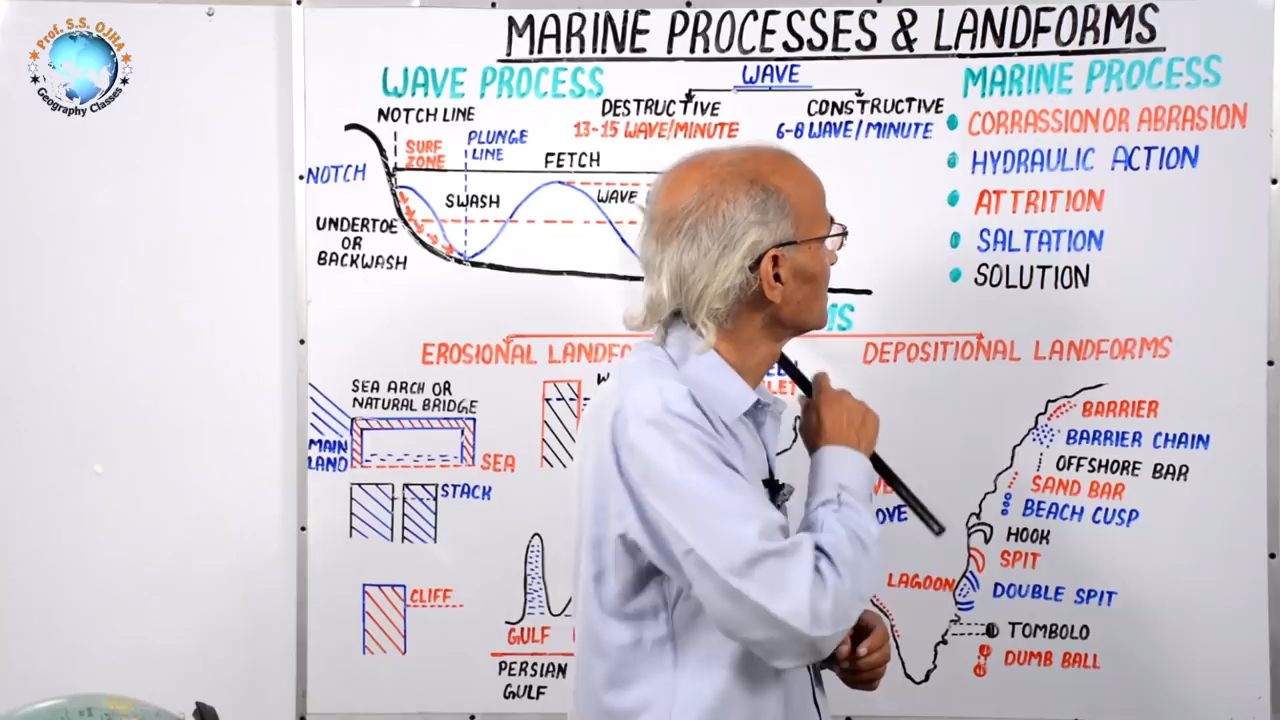 Prof. S.S. OJHA
Geography Classes
MARINE PROCESSES & LANDFORMS
WAVE PROCESS
WAVE
MARINE PROCESS
NOTCH LINE
DESTRUCTIVE
13-15 WAVE/MINUTE
CONSTRUCTIVE
6-8 WAVE/MINUTE
CORRASSION OR ABRASION
HYDRAULIC ACTION
ATTRITION
SALTATION
SOLUTION
SURF
ZONE
PLUNGE
LINE
FETCH
NOTCH
SWASH
WAVE
UNDERTOE
OR
BACKWASH
EROSIONAL
DEPOSITIONAL LANDFORMS
SEA ARCH OR
NATURAL BRIDGE
MAIN
LAND
SEA
STACK
CLIFF
GULF
PERSIAN
GULF
LAGOON
BARRIER
BARRIER CHAIN
OFFSHORE BAR
SAND BAR
BEACH CUSP
HOOK
SPIT
DOUBLE SPIT
TOMBOLO
DUMB BALL